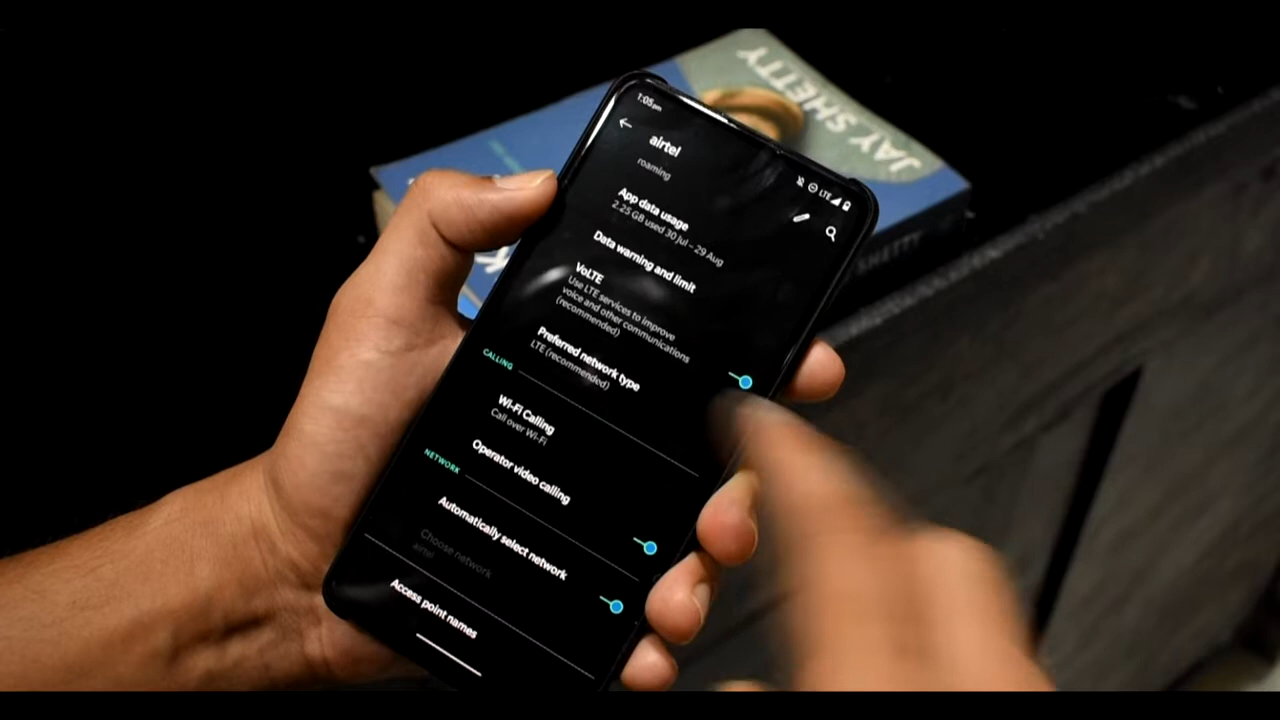 JAY SHETTY
SHETTY
1:05pm
LTE
airtel
roaming
App data usage
2.25 GB used 30 Jul – 29 Aug
Data warning and limit
VoLTE
Use LTE services to improve
voice and other communications
(recommended)
Preferred network type
LTE (recommended)
CALLING
Wi-Fi Calling
Call over Wi-Fi
Operator video calling
NETWORK
Automatically select network
Choose network
airtel
Access point names